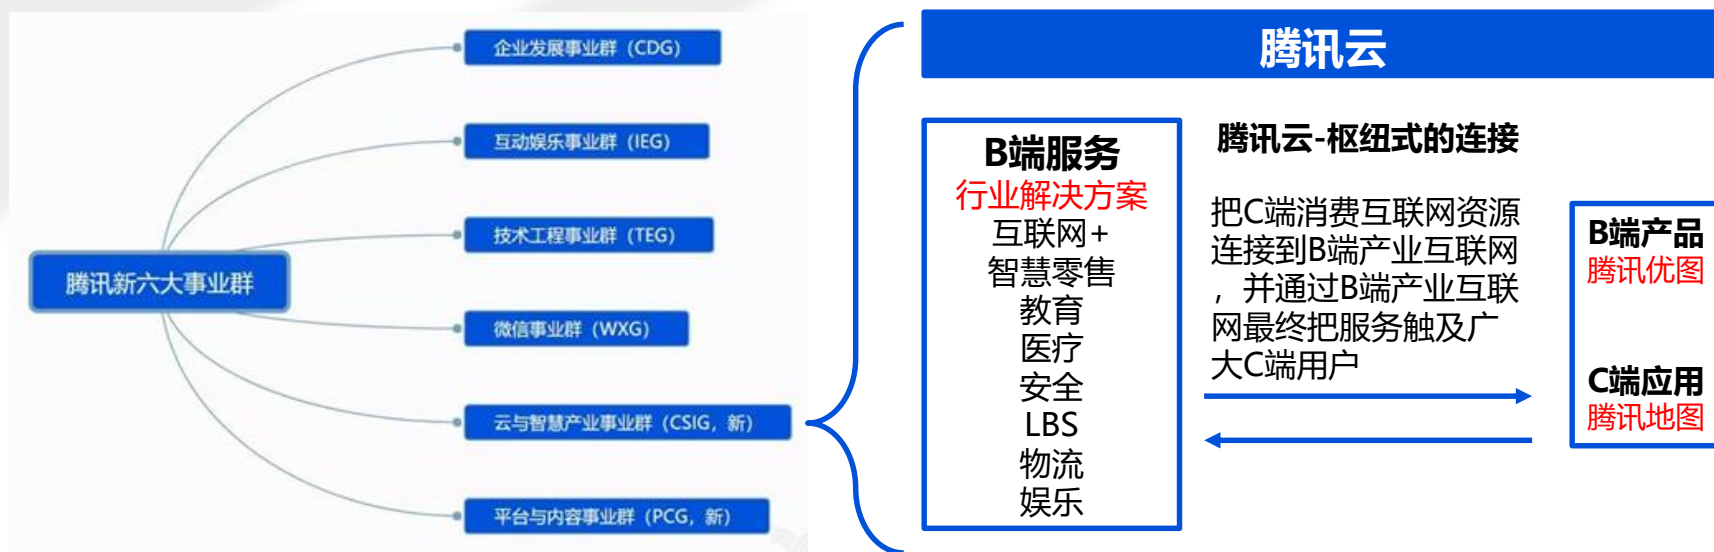 腾讯新六大事业群
企业发展事业群（CDG）
互动娱乐事业群（IEG）
技术工程事业群（TEG）
微信事业群（WXG）
云与智慧产业事业群（CSIG，新）
平台与内容事业群（PCG，新）
腾讯云
B端服务
行业解决方案
互联网+
智慧零售
教育
医疗
安全
LBS
物流
娱乐
腾讯云-枢纽式的连接
把C端消费互联网资源
连接到B端产业互联网
，并通过B端产业互联
网最终把服务触及广
大C端用户
B端产品
腾讯优图
C端应用
腾讯地图